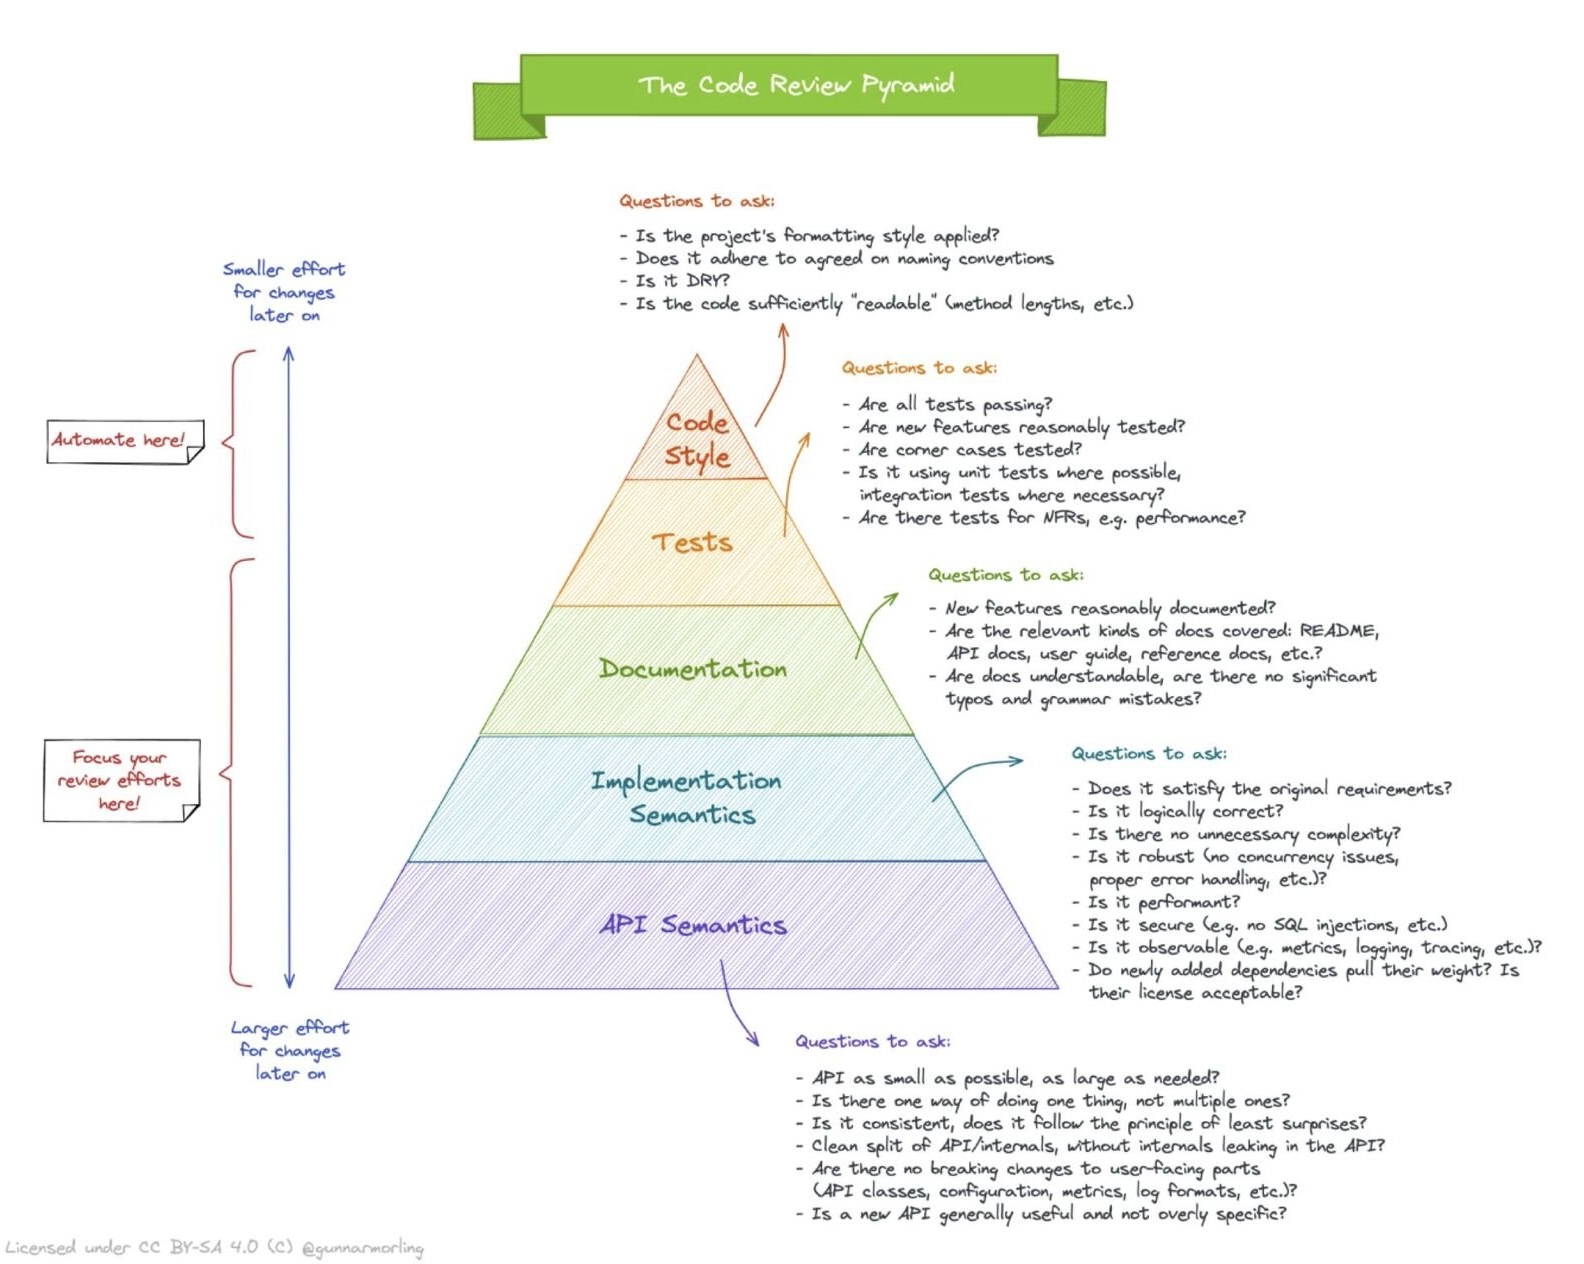 The Code Review Pyramid
Questions to ask:
- Is the project's formatting style applied?
- Does it adhere to agreed on naming conventions
- Is it DRY?
- Is the code sufficiently "readable" (method lengths, etc.)
Smaller effort
for changes
later on
Automate here!
Focus your
review efforts
here!
Larger effort
for changes
later on
Code
Style
Questions to ask:
- Are all tests passing?
- Are new features reasonably tested?
- Are corner cases tested?
- Is it using unit tests where possible,
integration tests where necessary?
- Are there tests for NFRs, e.g. performance?
Tests
Questions to ask:
- New features reasonably documented?
- Are the relevant kinds of docs covered: README,
API docs, user guide, reference docs, etc.?
- Are docs understandable, are there no significant
typos and grammar mistakes?
Documentation
Questions to ask:
- Does it satisfy the original requirements?
- Is it logically correct?
- Is there no unnecessary complexity?
- Is it robust (no concurrency issues,
proper error handling, etc.)?
- Is it performant?
- Is it secure (e.g. no SQL injections, etc.)
- Is it observable (e.g. metrics, logging, tracing, etc.)?
- Do newly added dependencies pull their weight? Is
their license acceptable?
Implementation
Semantics
API Semantics
Questions to ask:
- API as small as possible, as large as needed?
- Is there one way of doing one thing, not multiple ones?
- Is it consistent, does it follow the principle of least surprises?
- Clean split of API/internals, without internals leaking in the API?
- Are there no breaking changes to user-facing parts
(API classes, configuration, metrics, log formats, etc.)?
- Is a new API generally useful and not overly specific?
Licensed under CC BY-SA 4.0 (C) @gunnarmorling